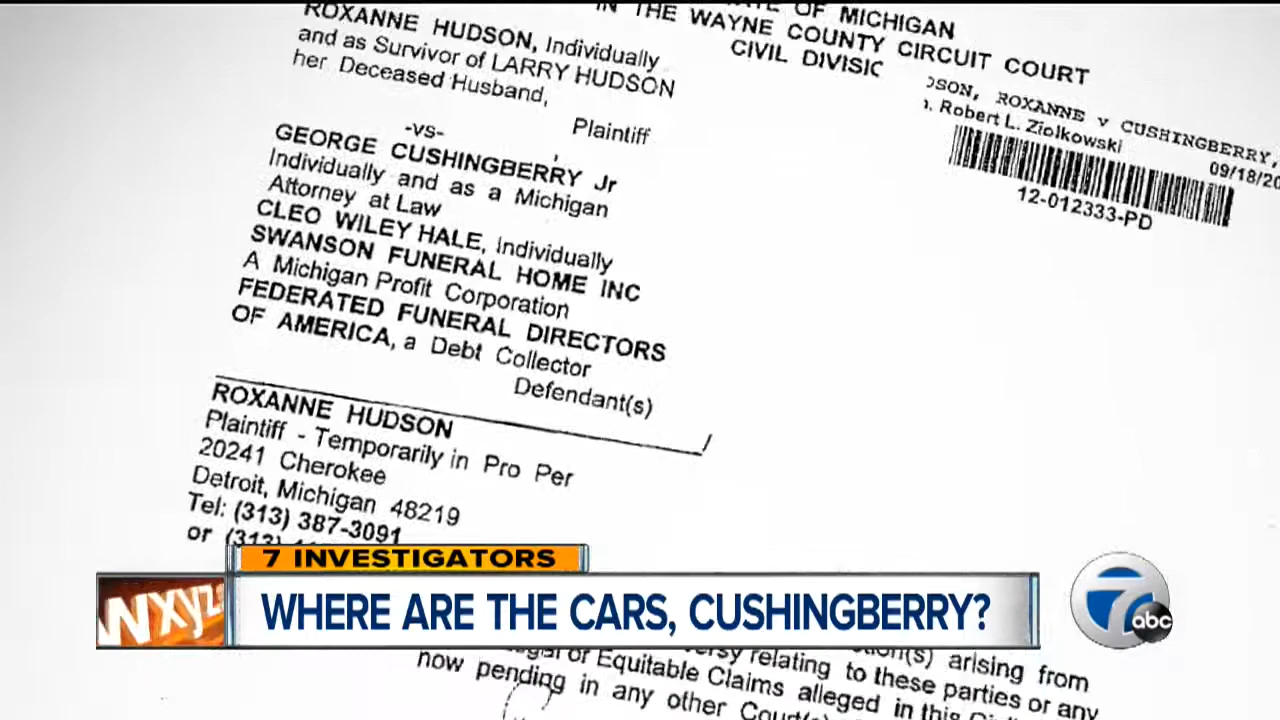 ROXANNE HUDSON, Individually
and as Survivor of LARRY HUDSON
her Deceased Husband,
Plaintiff
-vs-
GEORGE CUSHINGBERRY Jr
Individually and as a Michigan
Attorney at Law
CLEO WILEY HALE, Individually
SWANSON FUNERAL HOME INC
A Michigan Profit Corporation
FEDERATED FUNERAL DIRECTORS
OF AMERICA, a Debt Collector
Defendant(s)
OF MICHIGAN
IN THE WAYNE COUNTY CIRCUIT COURT
CIVIL
ROXANNE v CUSHINGBERRY,
Robert L. Ziolkowski
09/18/20
12-012333-PD
ROXANNE HUDSON
Plaintiff - Temporarily in Pro Per
20241 Cherokee
Detroit, Michigan 48219
Tel: (313) 387-3091
or (313)
7 INVESTIGATORS
WXYZ
WHERE ARE THE CARS, CUSHINGBERRY?
7
abc
arising from
relating to these parties or any
or Equitable Claims alleged in this
now pending in any other